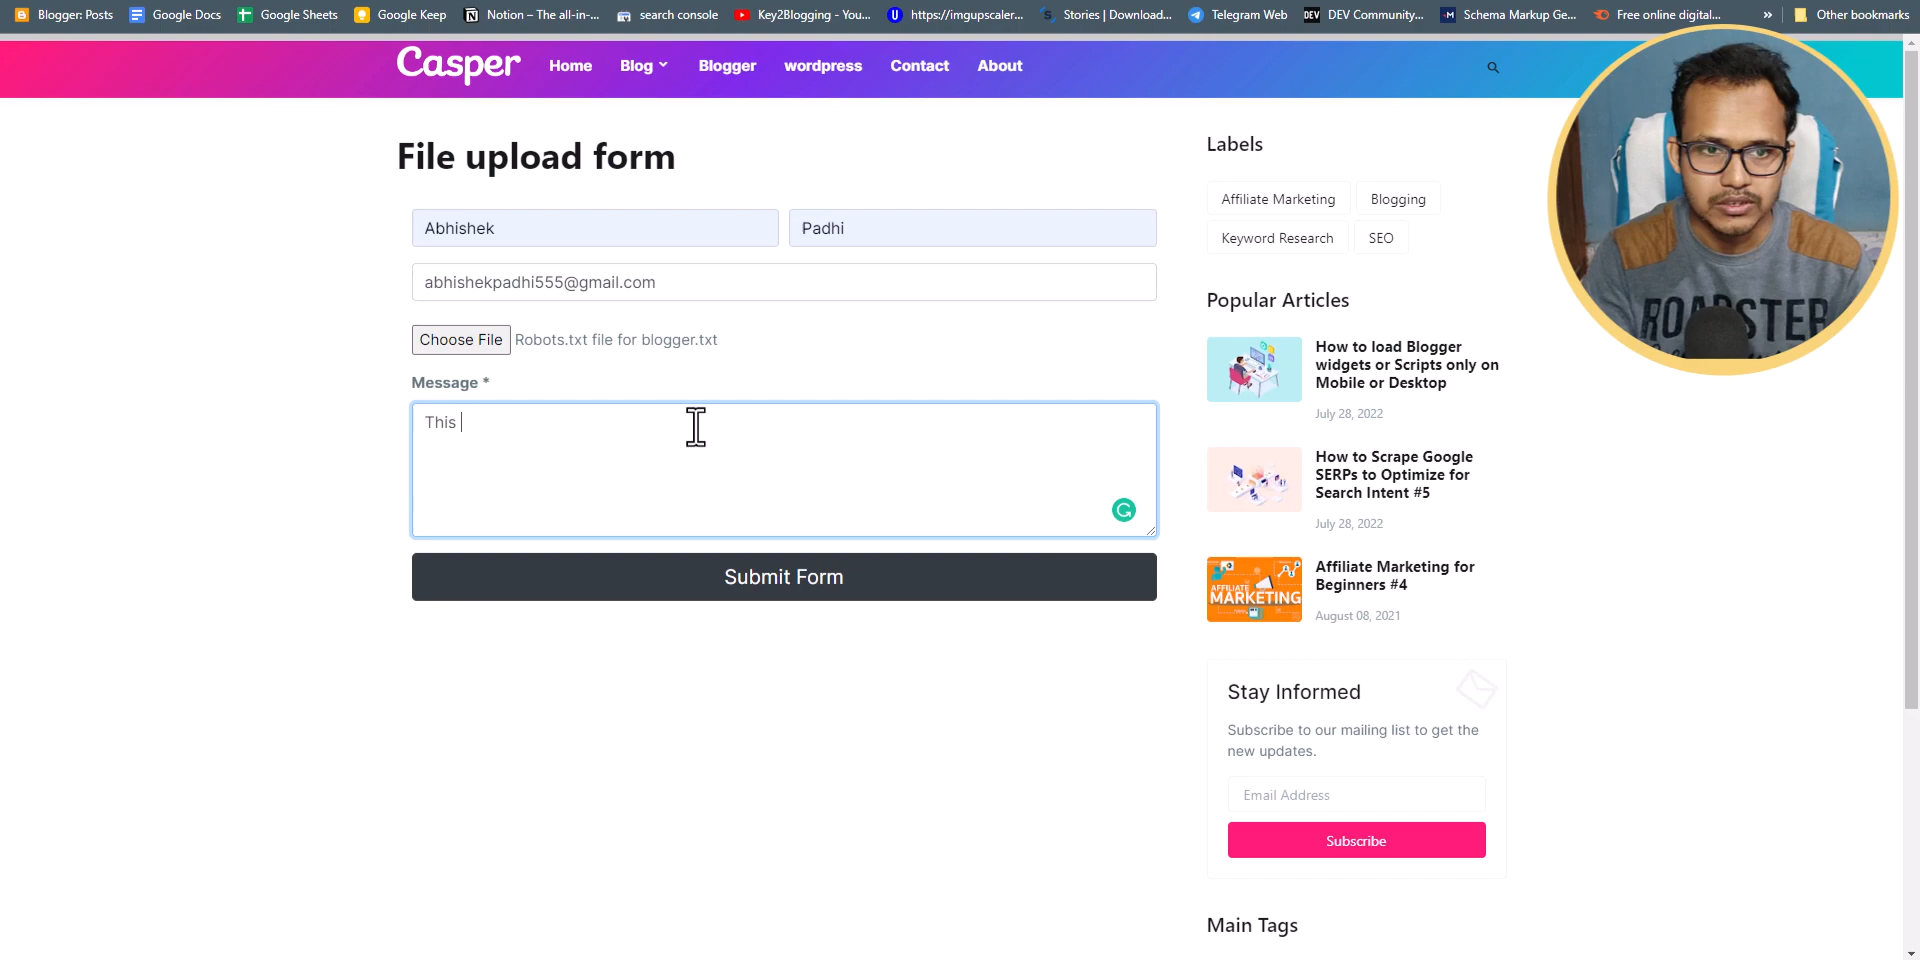 Blogger: Posts Google Docs Google Sheets Google Keep Notion – The all-in-... search console Key2Blogging - You... https://imgupscaler... Stories | Download... Telegram Web DEV Community... Schema Markup Ge... Free online digital... » Other bookmarks
Casper Home Blog Blogger wordpress Contact About
File upload form
Abhishek Padhi
abhishekpadhi555@gmail.com
Choose File Robots.txt file for blogger.txt
Message *
This
Submit Form
Labels
Affiliate Marketing Blogging
Keyword Research SEO
Popular Articles
How to load Blogger
widgets or Scripts only on
Mobile or Desktop
July 28, 2022
How to Scrape Google
SERPs to Optimize for
Search Intent #5
July 28, 2022
AFFILIATE
MARKETING
Affiliate Marketing for
Beginners #4
August 08, 2021
Stay Informed
Subscribe to our mailing list to get the
new updates.
Email Address
Subscribe
Main Tags
ROADSTER